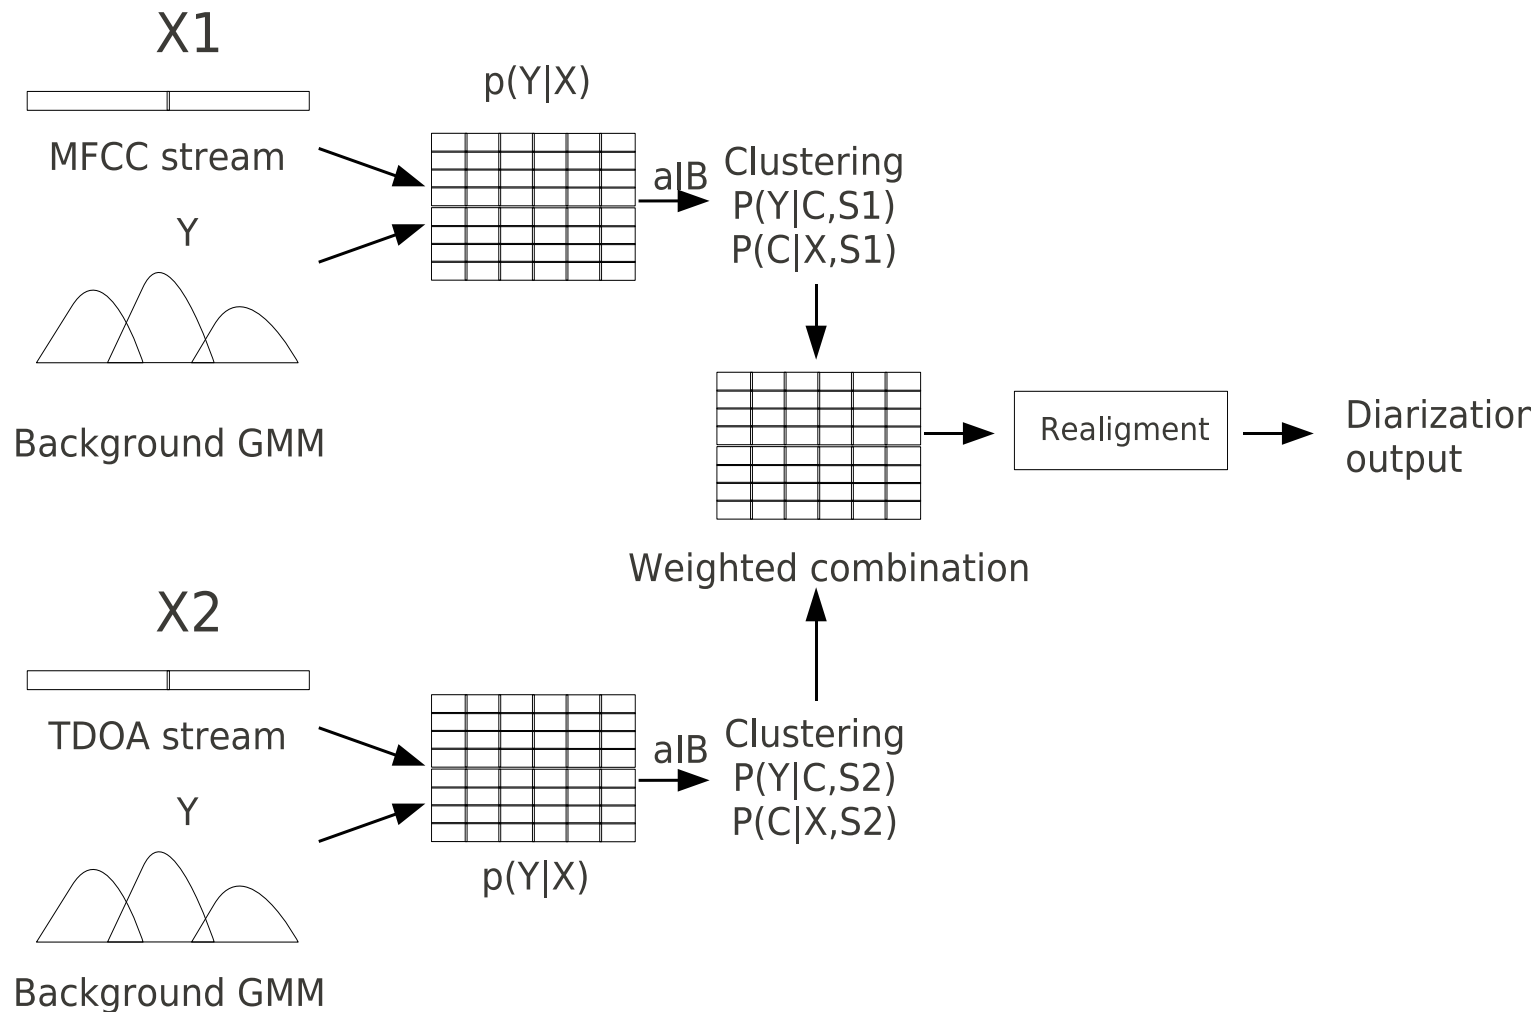 X1
p(Y|X)
MFCC stream
aIB
Clustering
P(Y|C,S1)
P(C|X,S1)
Y
Background GMM
Realigment
Diarization
output
Weighted combination
X2
TDOA stream
aIB
Clustering
P(Y|C,S2)
P(C|X,S2)
Y
p(Y|X)
Background GMM